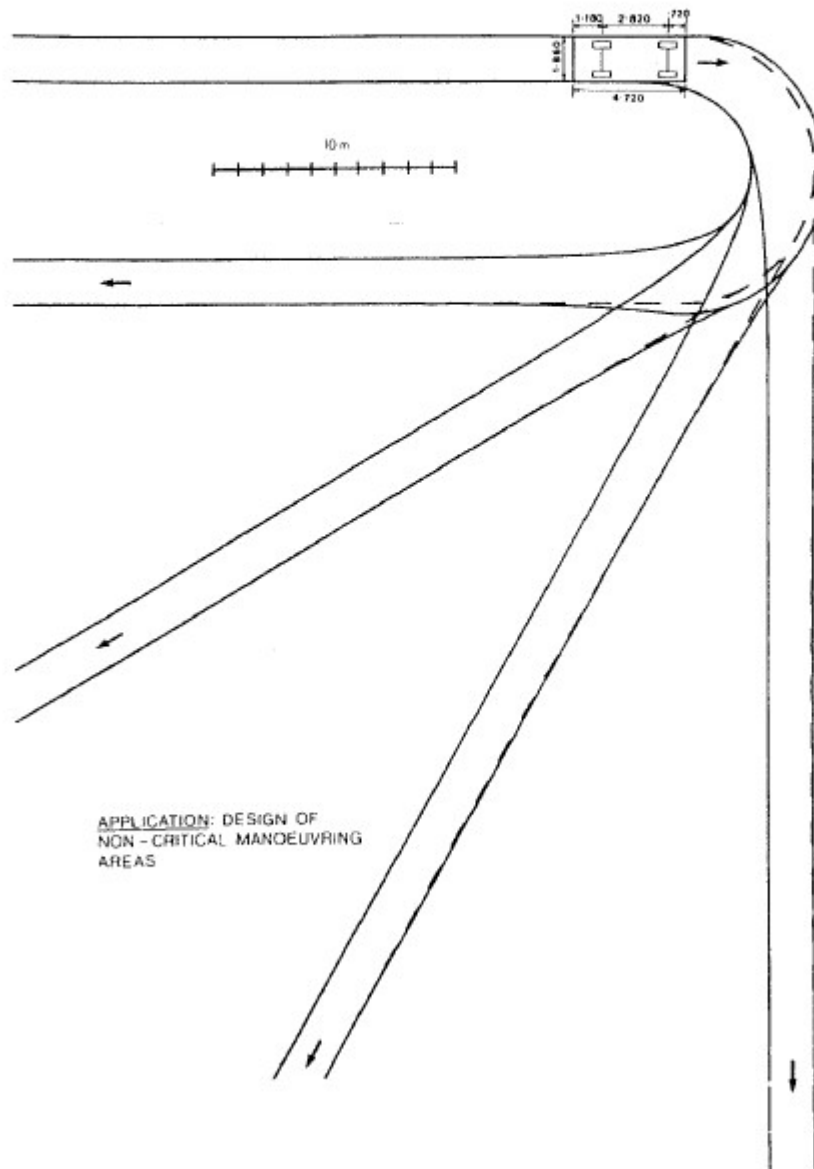 1·180 2·820 ·720
1·860
4·720
10 m
APPLICATION: DESIGN OF
NON-CRITICAL MANOEUVRING
AREAS